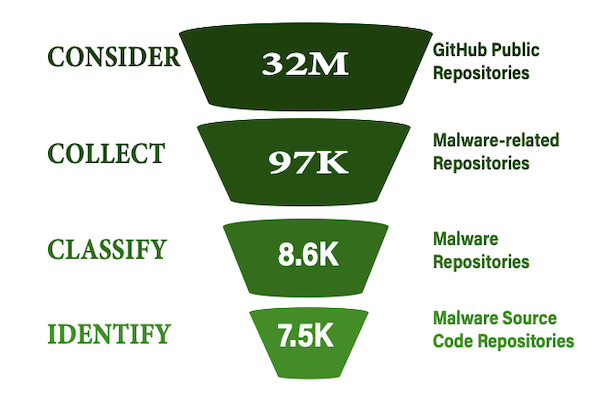 CONSIDER
32M
GitHub Public
Repositories
COLLECT
97K
Malware-related
Repositories
CLASSIFY
8.6K
Malware
Repositories
IDENTIFY
7.5K
Malware Source
Code Repositories